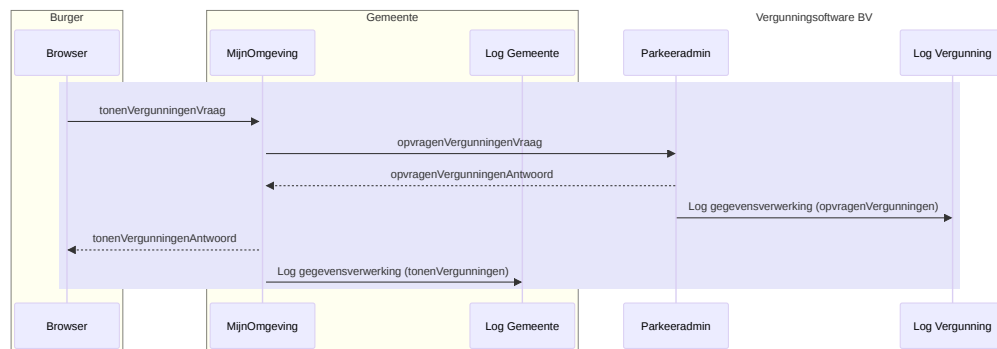 Burger
Gemeente
Vergunningsoftware BV
Browser
MijnOmgeving
Log Gemeente
Parkeeradmin
Log Vergunning
tonenVergunningenVraag
opvragenVergunningenVraag
opvragenVergunningenAntwoord
Log gegevensverwerking (opvragenVergunningen)
tonenVergunningenAntwoord
Log gegevensverwerking (tonenVergunningen)
Browser
MijnOmgeving
Log Gemeente
Parkeeradmin
Log Vergunning